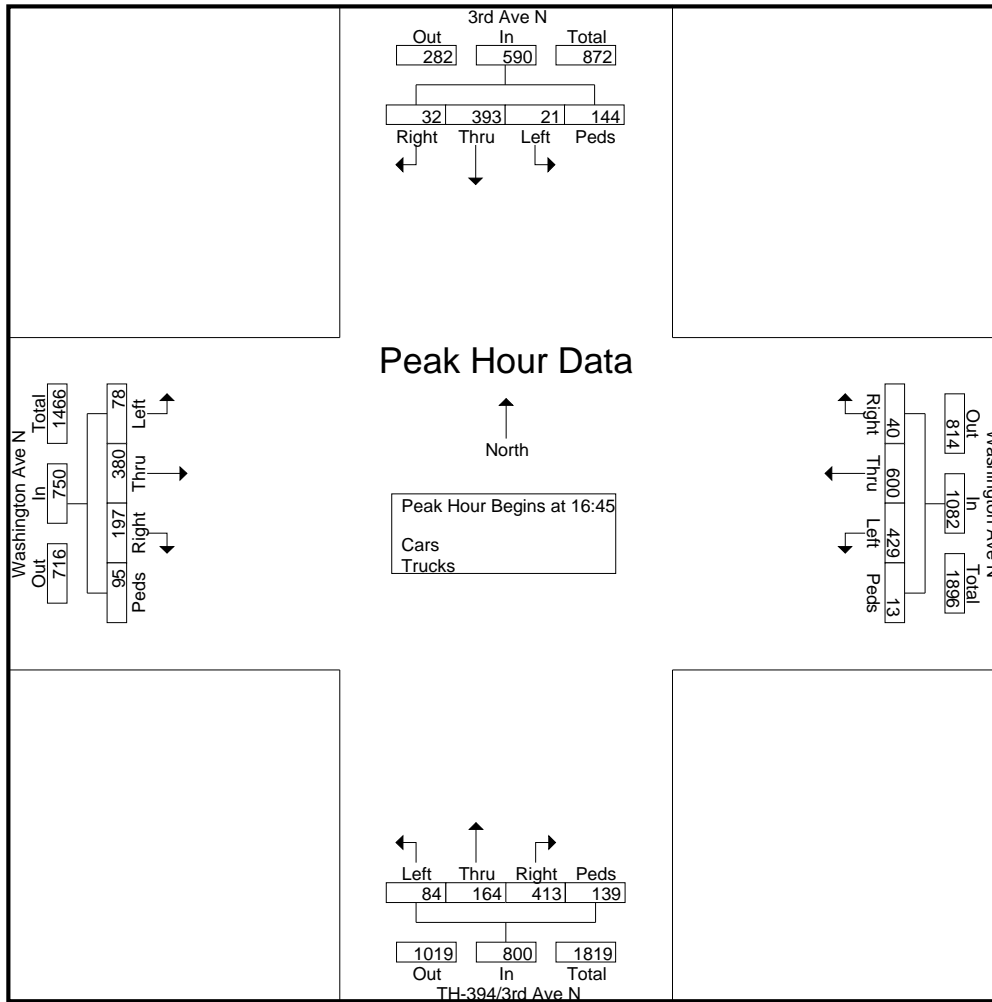 3rd Ave N
Out In Total
282 590 872
32 393 21 144
Right Thru Left Peds
Peak Hour Data
North
Peak Hour Begins at 16:45
Cars
Trucks
Washington Ave N
Out In Total
716 750 1466
78 380 197 95
Left Thru Right Peds
Washington Ave N
Out In Total
814 1082 1896
40 600 429 13
Right Thru Left Peds
Left Thru Right Peds
84 164 413 139
1019 800 1819
Out In Total
TH-394/3rd Ave N